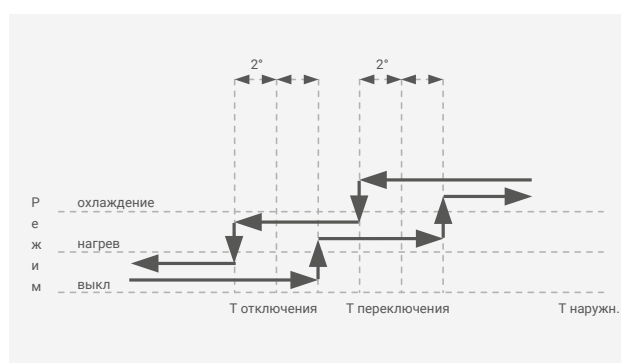 2° 2°
Р
охлаждение
е
ж нагрев
и
м выкл
Т отключения Т переключения Т наружн.